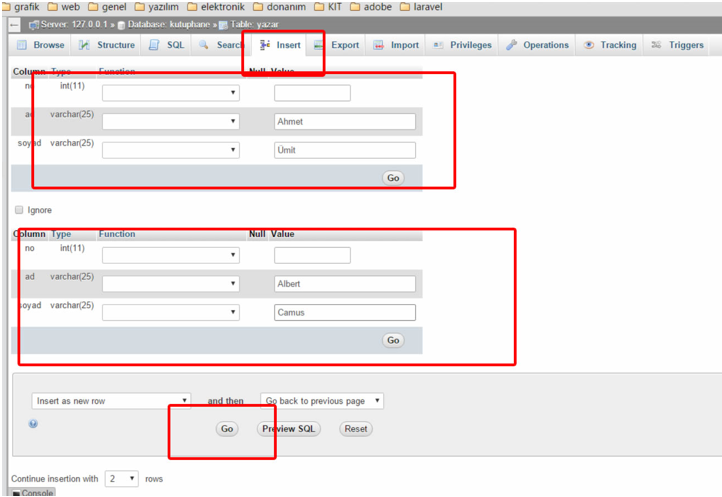 grafik web genel yazılım elektronik donanım KIT adobe laravel
Server: 127.0.0.1 » Database: kutuphane » Table: yazar
Browse Structure SQL Search Insert Export Import Privileges Operations Tracking Triggers
Column Type Function Null Value
no int(11)
ad varchar(25) Ahmet
soyad varchar(25) Ümit
Go
Ignore
Column Type Function Null Value
no int(11)
ad varchar(25) Albert
soyad varchar(25) Camus
Go
Insert as new row and then Go back to previous page
Go Preview SQL Reset
Continue insertion with 2 rows
Console